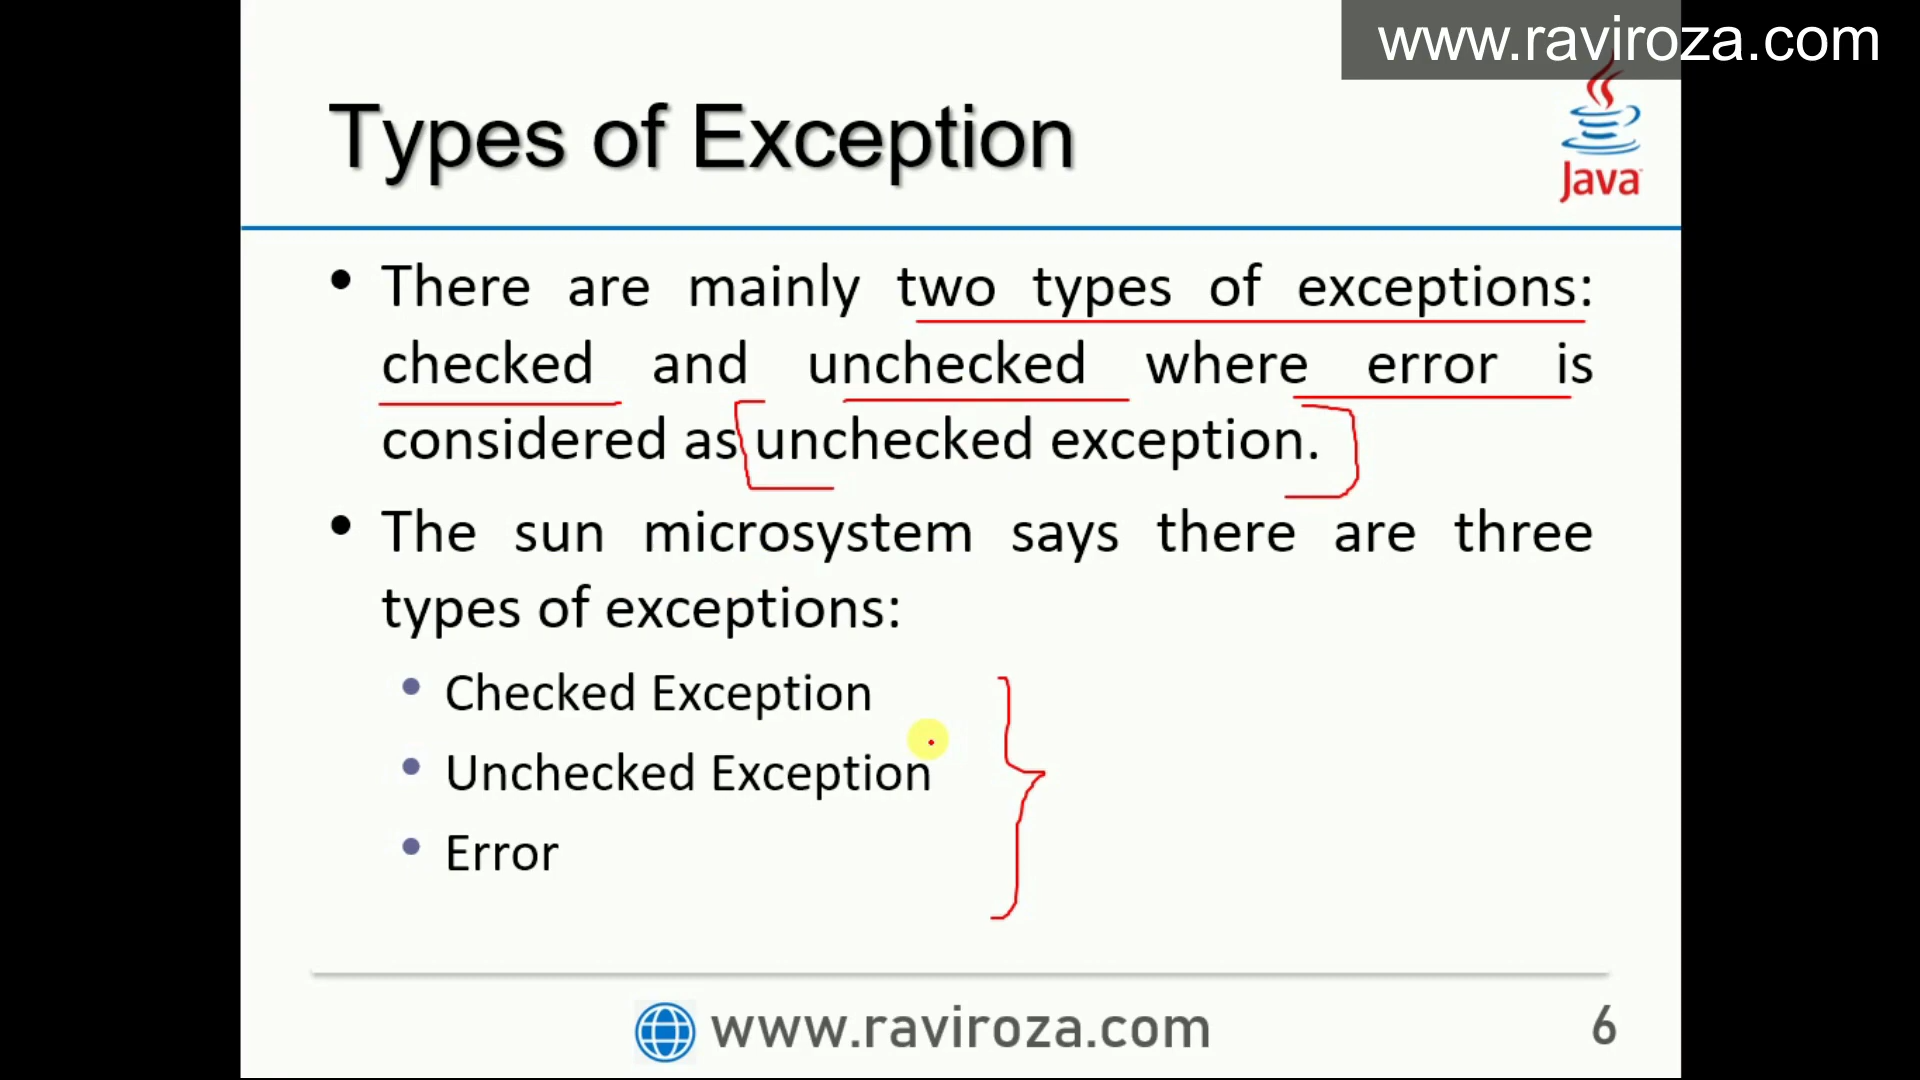 www.raviroza.com
Types of Exception
Java
• There are mainly two types of exceptions:
checked and unchecked where error is
considered as unchecked exception.
• The sun microsystem says there are three
types of exceptions:
• Checked Exception
• Unchecked Exception
• Error
www.raviroza.com
6